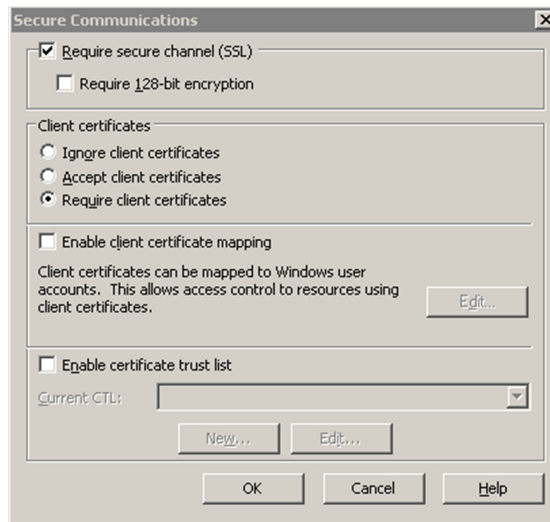 Secure Communications
Require secure channel (SSL)
Require 128-bit encryption
Client certificates
Ignore client certificates
Accept client certificates
Require client certificates
Enable client certificate mapping
Client certificates can be mapped to Windows user
accounts.  This allows access control to resources using
client certificates.
Edit...
Enable certificate trust list
Current CTL:
New...
Edit...
OK
Cancel
Help